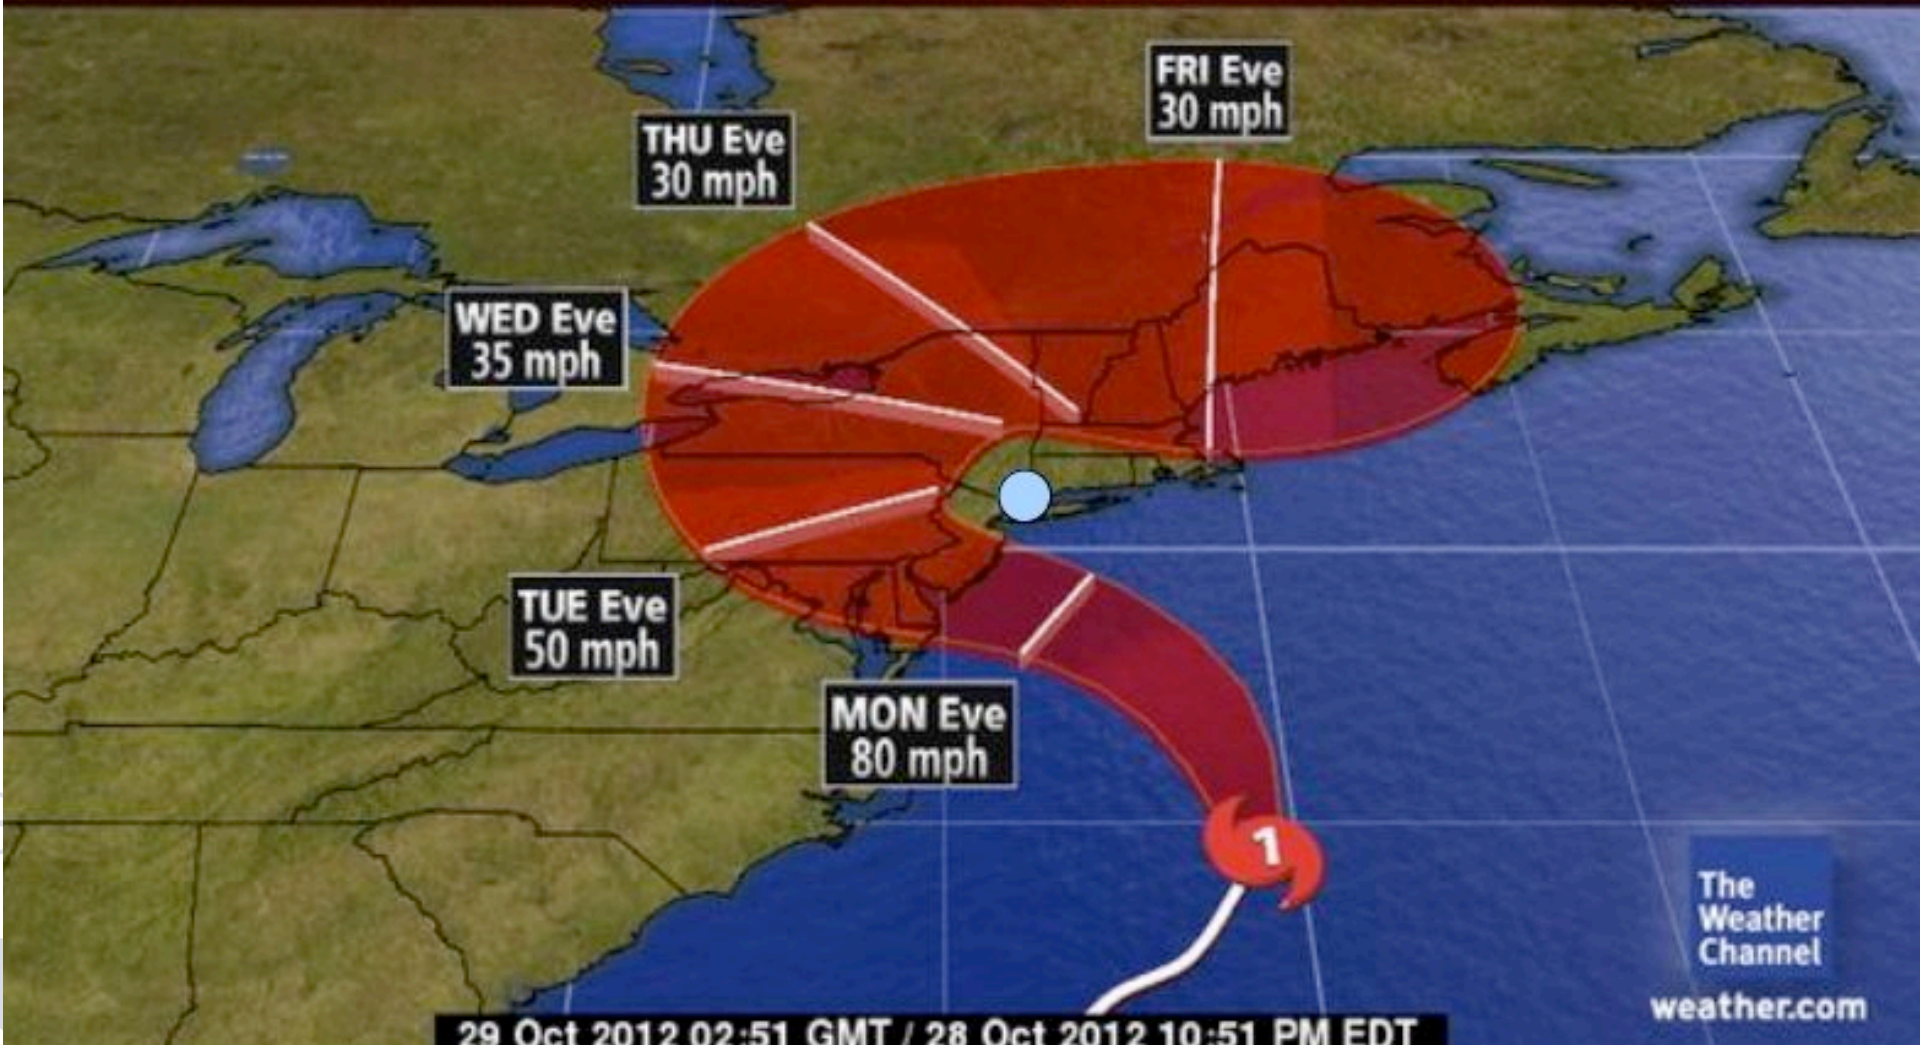 FRI Eve
30 mph
THU Eve
30 mph
WED Eve
35 mph
TUE Eve
50 mph
MON Eve
80 mph
1
The
Weather
Channel
weather.com
29 Oct 2012 02:51 GMT / 28 Oct 2012 10:51 PM EDT